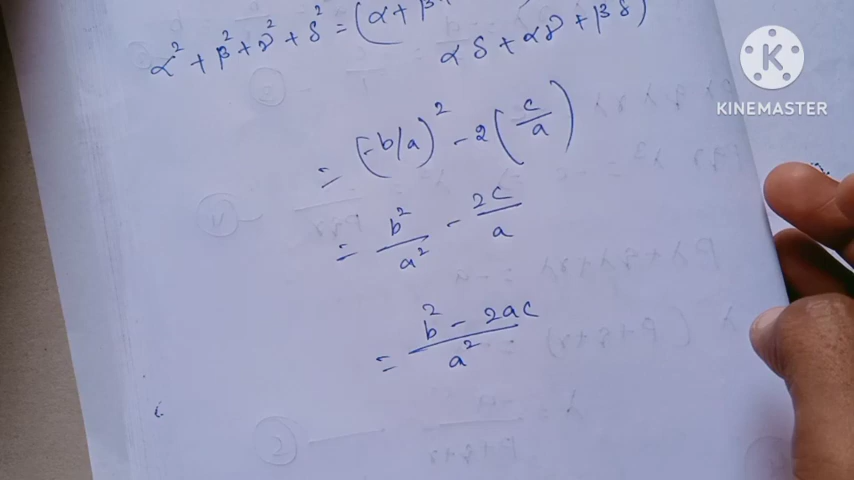 α² + β² + γ² + δ² = (α + β
αδ + αγ + βδ)
= (-b/a)² - 2(c/a)
= b²/a² - 2c/a
= b² - 2ac / a²
KINEMASTER